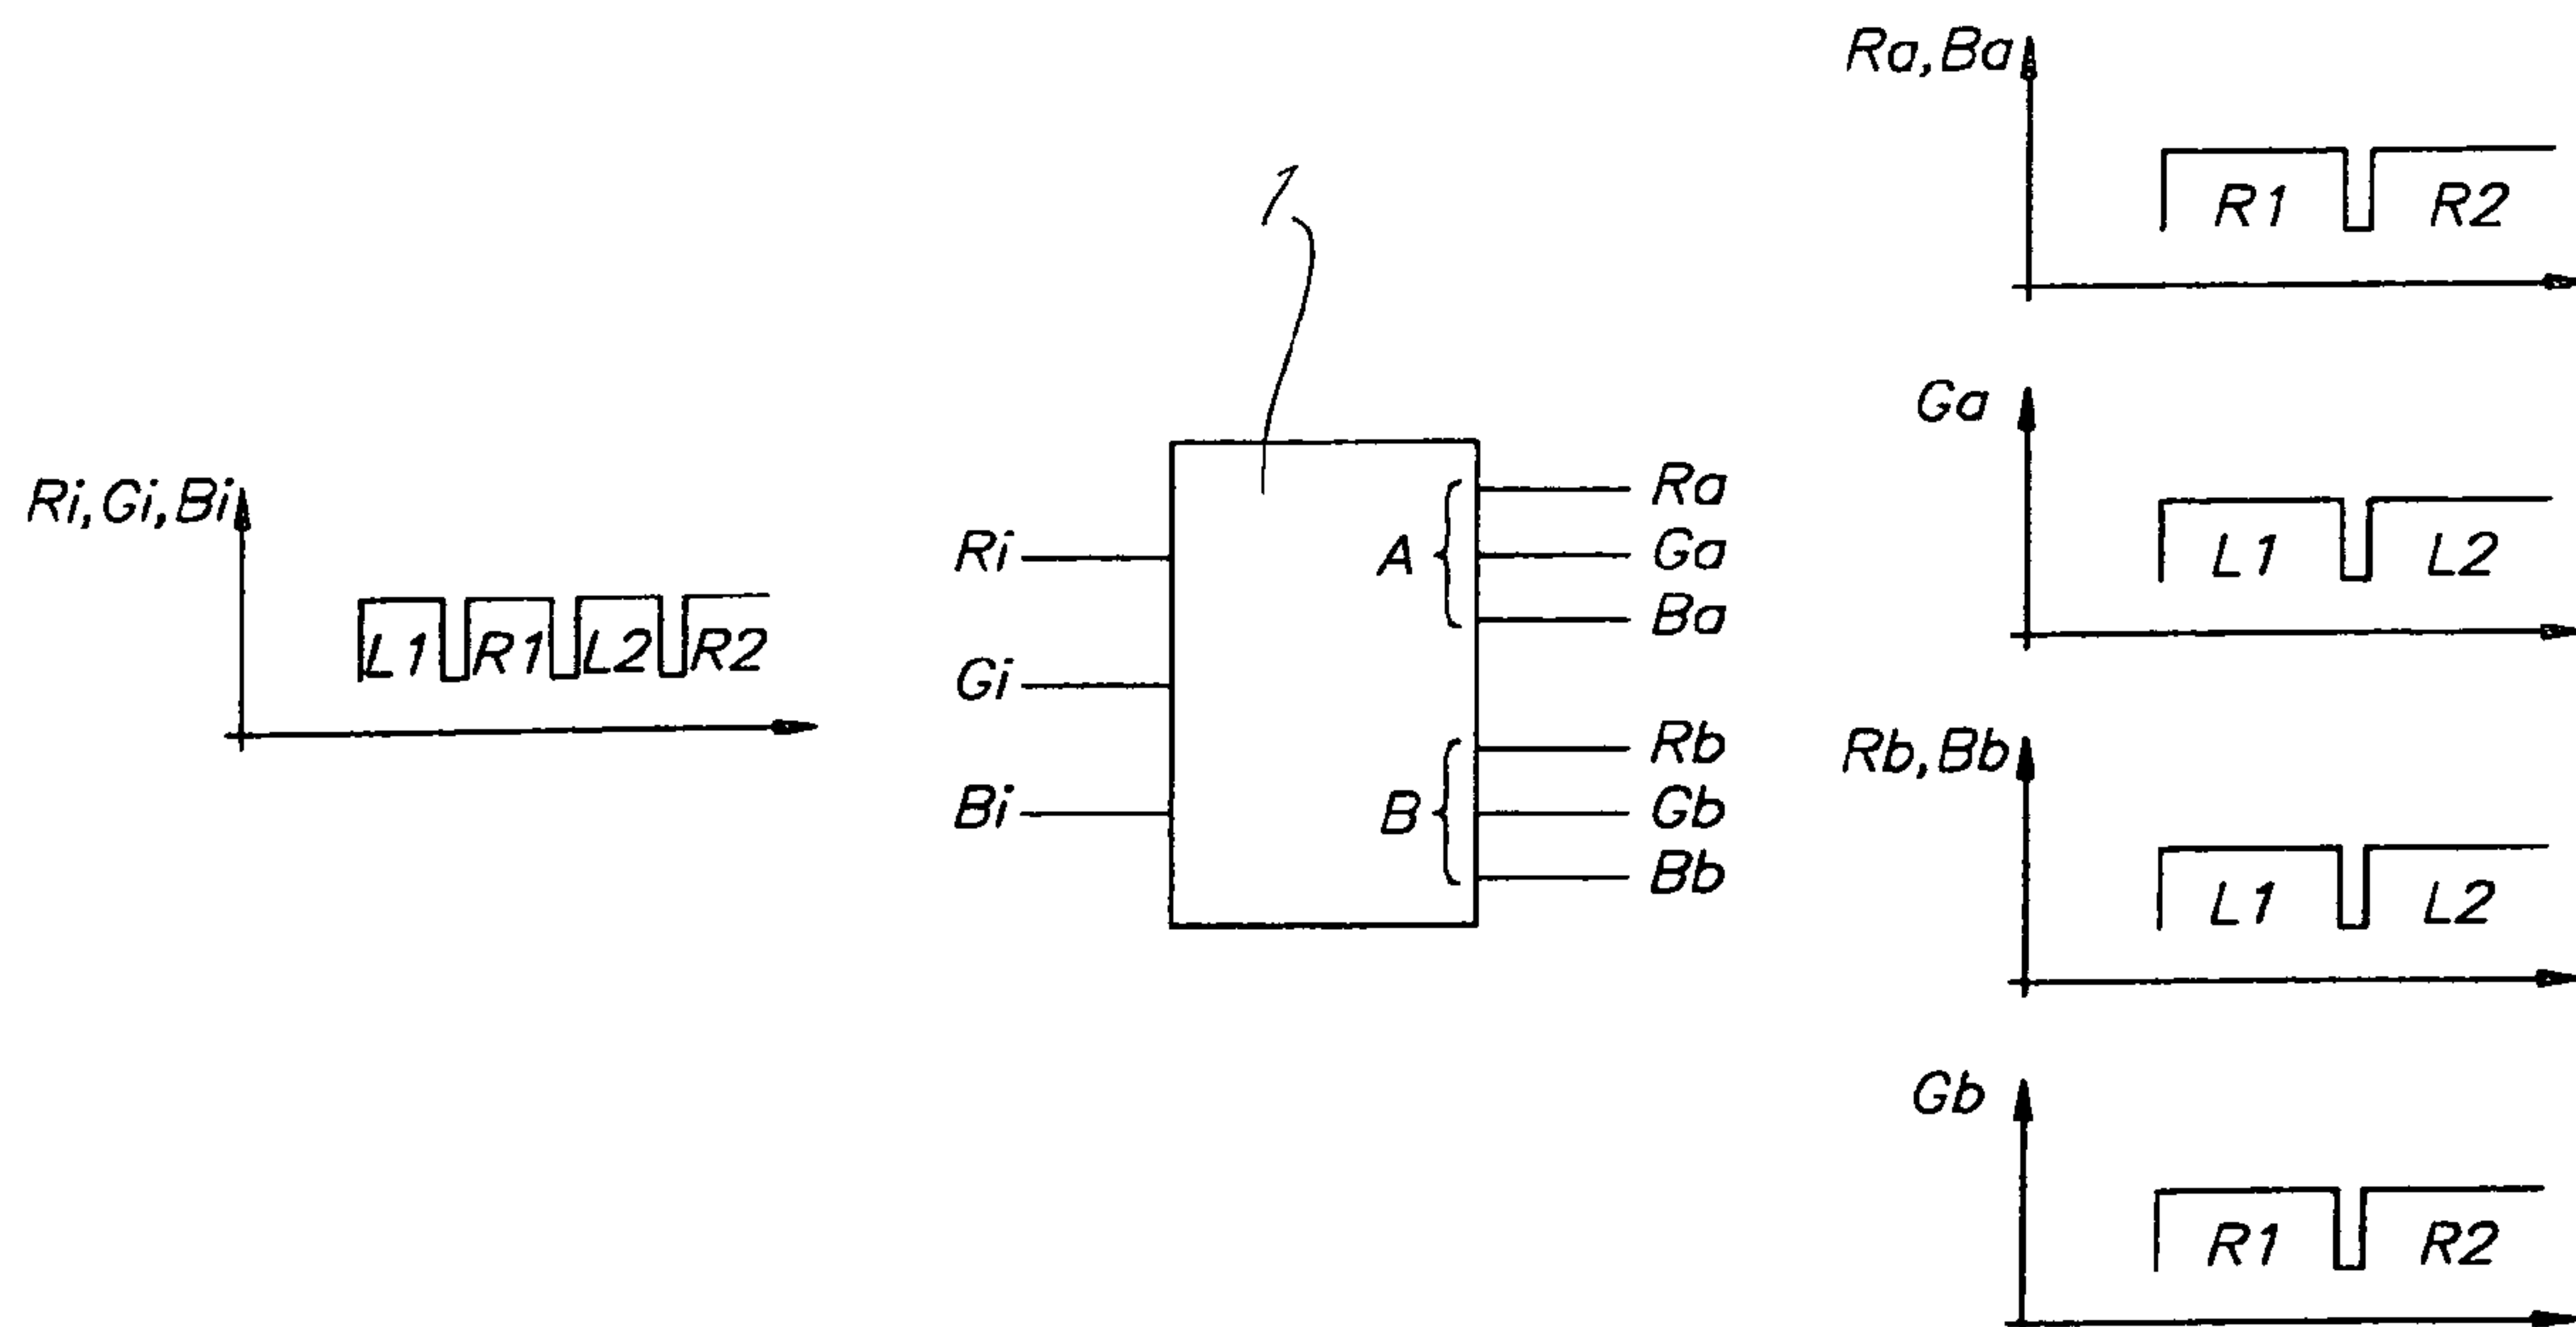 Ri, Gi, Bi
L1 R1 L2 R2
1
Ri
Gi
Bi
A
B
Ra
Ga
Ba
Rb
Gb
Bb
Ra, Ba
R1 R2
Ga
L1 L2
Rb, Bb
L1 L2
Gb
R1 R2